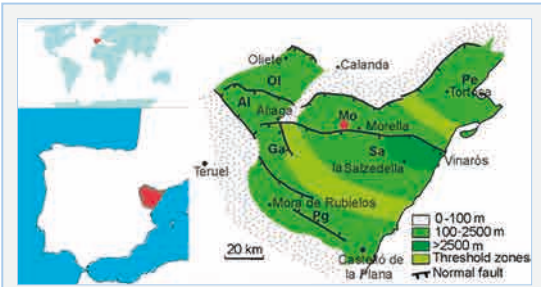 Oliete
Calanda
Ol
Pe
Tortosa
Al
Aliaga
Mo
Morella
Ga
Sa
la Salzedella
Vinaròs
Teruel
Mora de Rubielos
Pg
20 km
Castelló de
la Plana
0-100 m
100-2500 m
>2500 m
Threshold zones
Normal fault